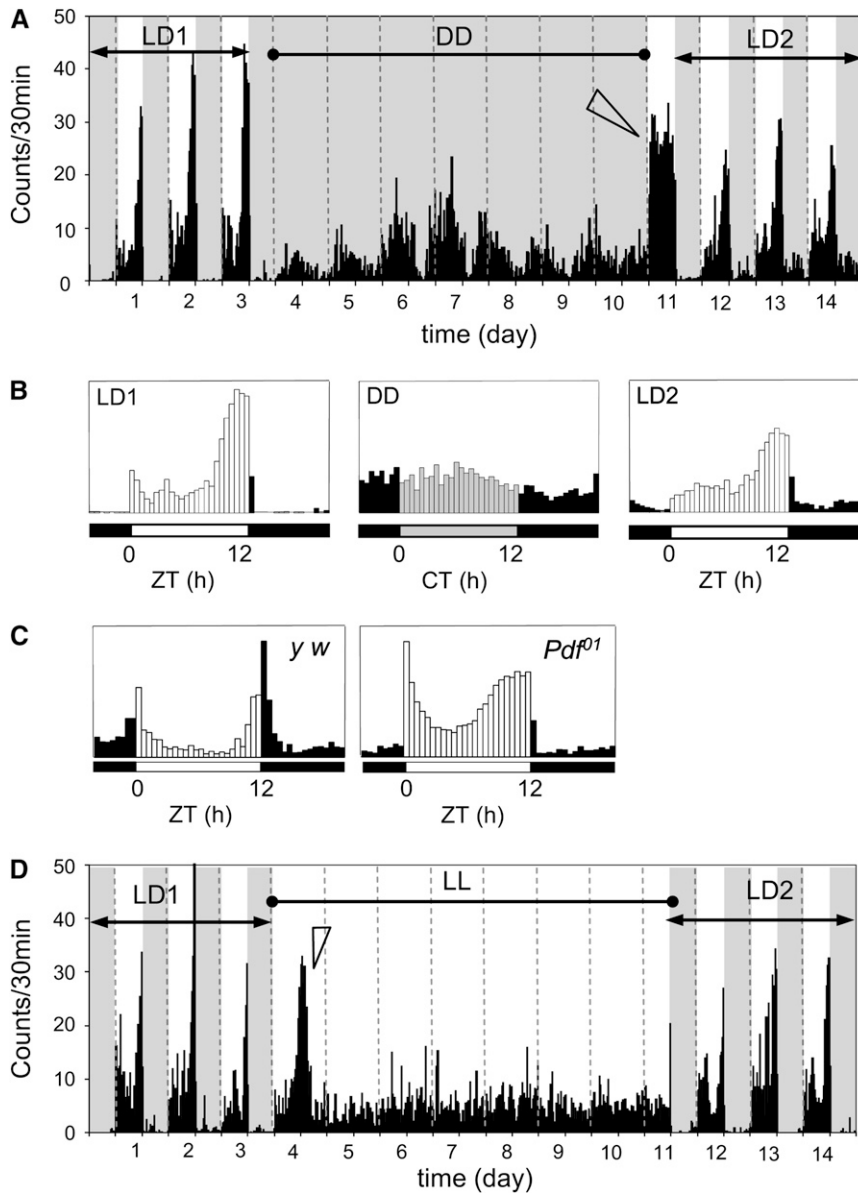 A
LD1 DD LD2
Counts/30min
50
40
30
20
10
0
1 2 3 4 5 6 7 8 9 10 11 12 13 14
time (day)
B
LD1 DD LD2
0 12 0 12 0 12
ZT (h) CT (h) ZT (h)
C
y w Pdf⁰¹
0 12 0 12
ZT (h) ZT (h)
D
LD1 LL LD2
Counts/30min
50
40
30
20
10
0
1 2 3 4 5 6 7 8 9 10 11 12 13 14
time (day)